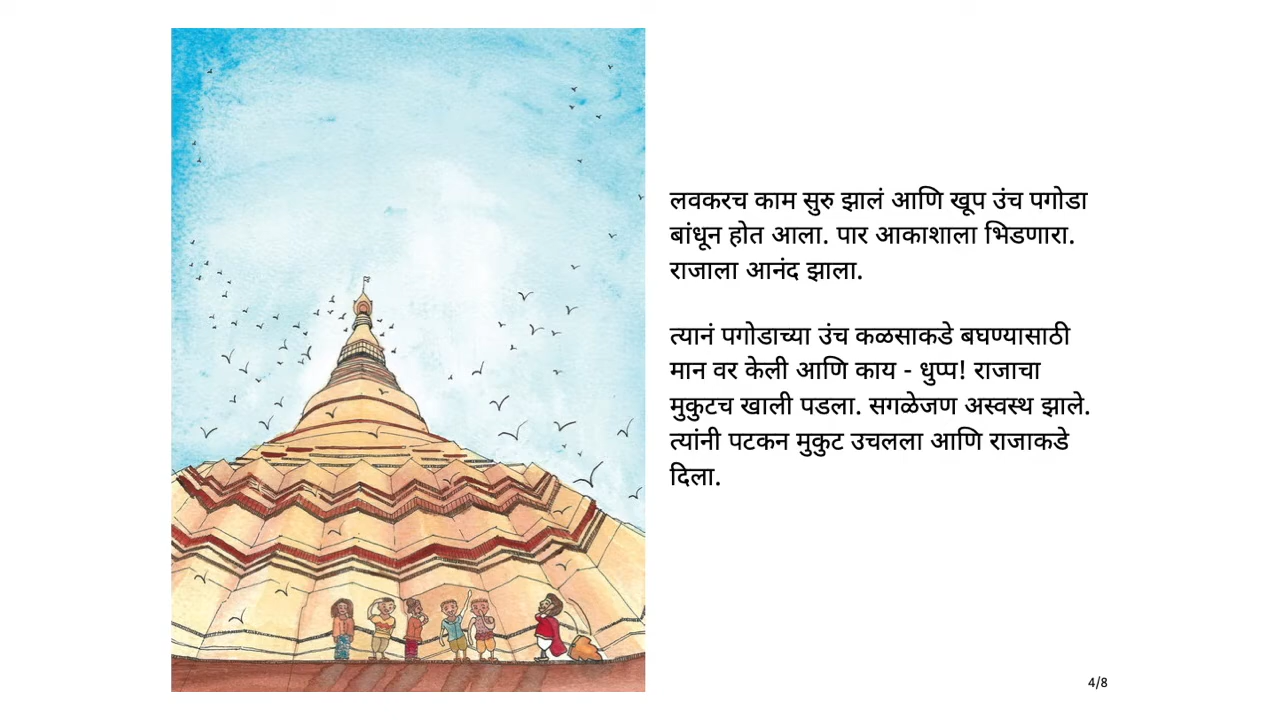 लवकरच काम सुरु झालं आणि खूप उंच पगोडा
बांधून होत आला. पार आकाशाला भिडणारा.
राजाला आनंद झाला.
त्यानं पगोडाच्या उंच कळसाकडे बघण्यासाठी
मान वर केली आणि काय - धुप्प! राजाचा
मुकुटच खाली पडला. सगळेजण अस्वस्थ झाले.
त्यांनी पटकन मुकुट उचलला आणि राजाकडे
दिला.
4/8